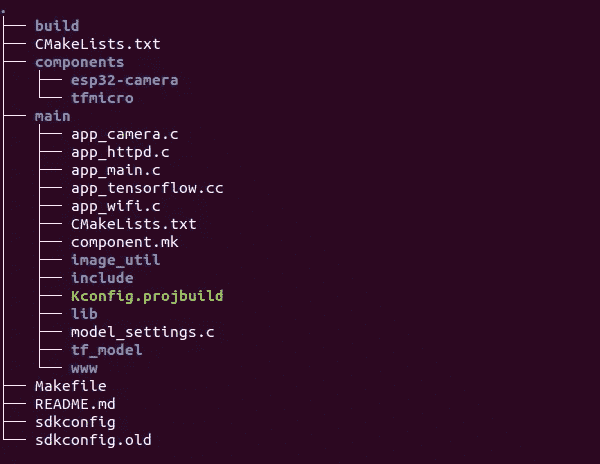 .
├── build
├── CMakeLists.txt
├── components
│   ├── esp32-camera
│   └── tfmicro
├── main
│   ├── app_camera.c
│   ├── app_httpd.c
│   ├── app_main.c
│   ├── app_tensorflow.cc
│   ├── app_wifi.c
│   ├── CMakeLists.txt
│   ├── component.mk
│   ├── image_util
│   ├── include
│   ├── Kconfig.projbuild
│   ├── lib
│   ├── model_settings.c
│   ├── tf_model
│   └── www
├── Makefile
├── README.md
├── sdkconfig
└── sdkconfig.old